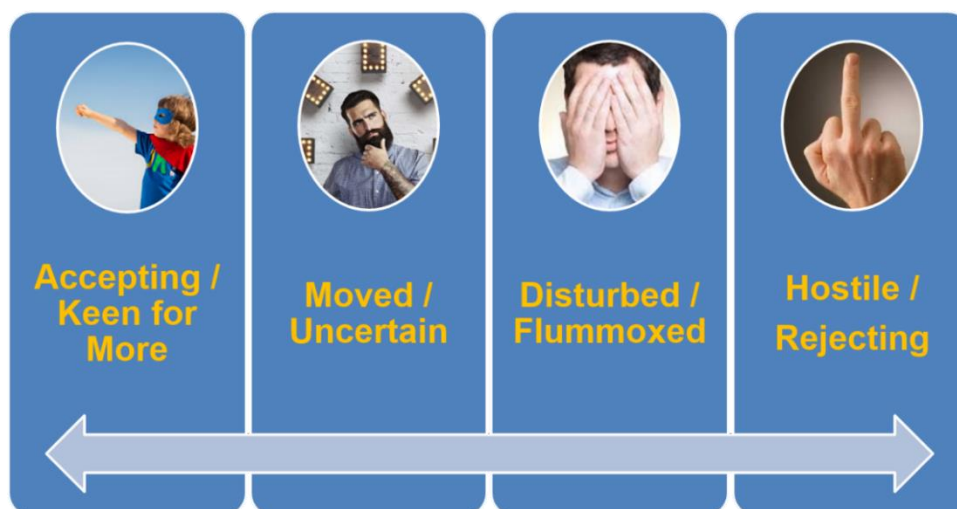 Accepting /
Keen for
More
Moved /
Uncertain
Disturbed /
Flummoxed
Hostile /
Rejecting